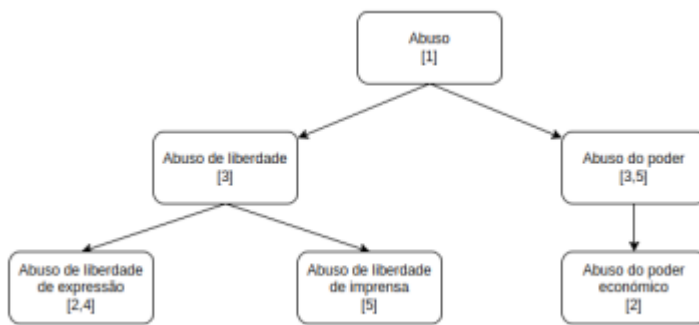 Abuso
[1]
Abuso de liberdade
[3]
Abuso do poder
[3,5]
Abuso de liberdade
de expressão
[2,4]
Abuso de liberdade
de imprensa
[5]
Abuso do poder
económico
[2]